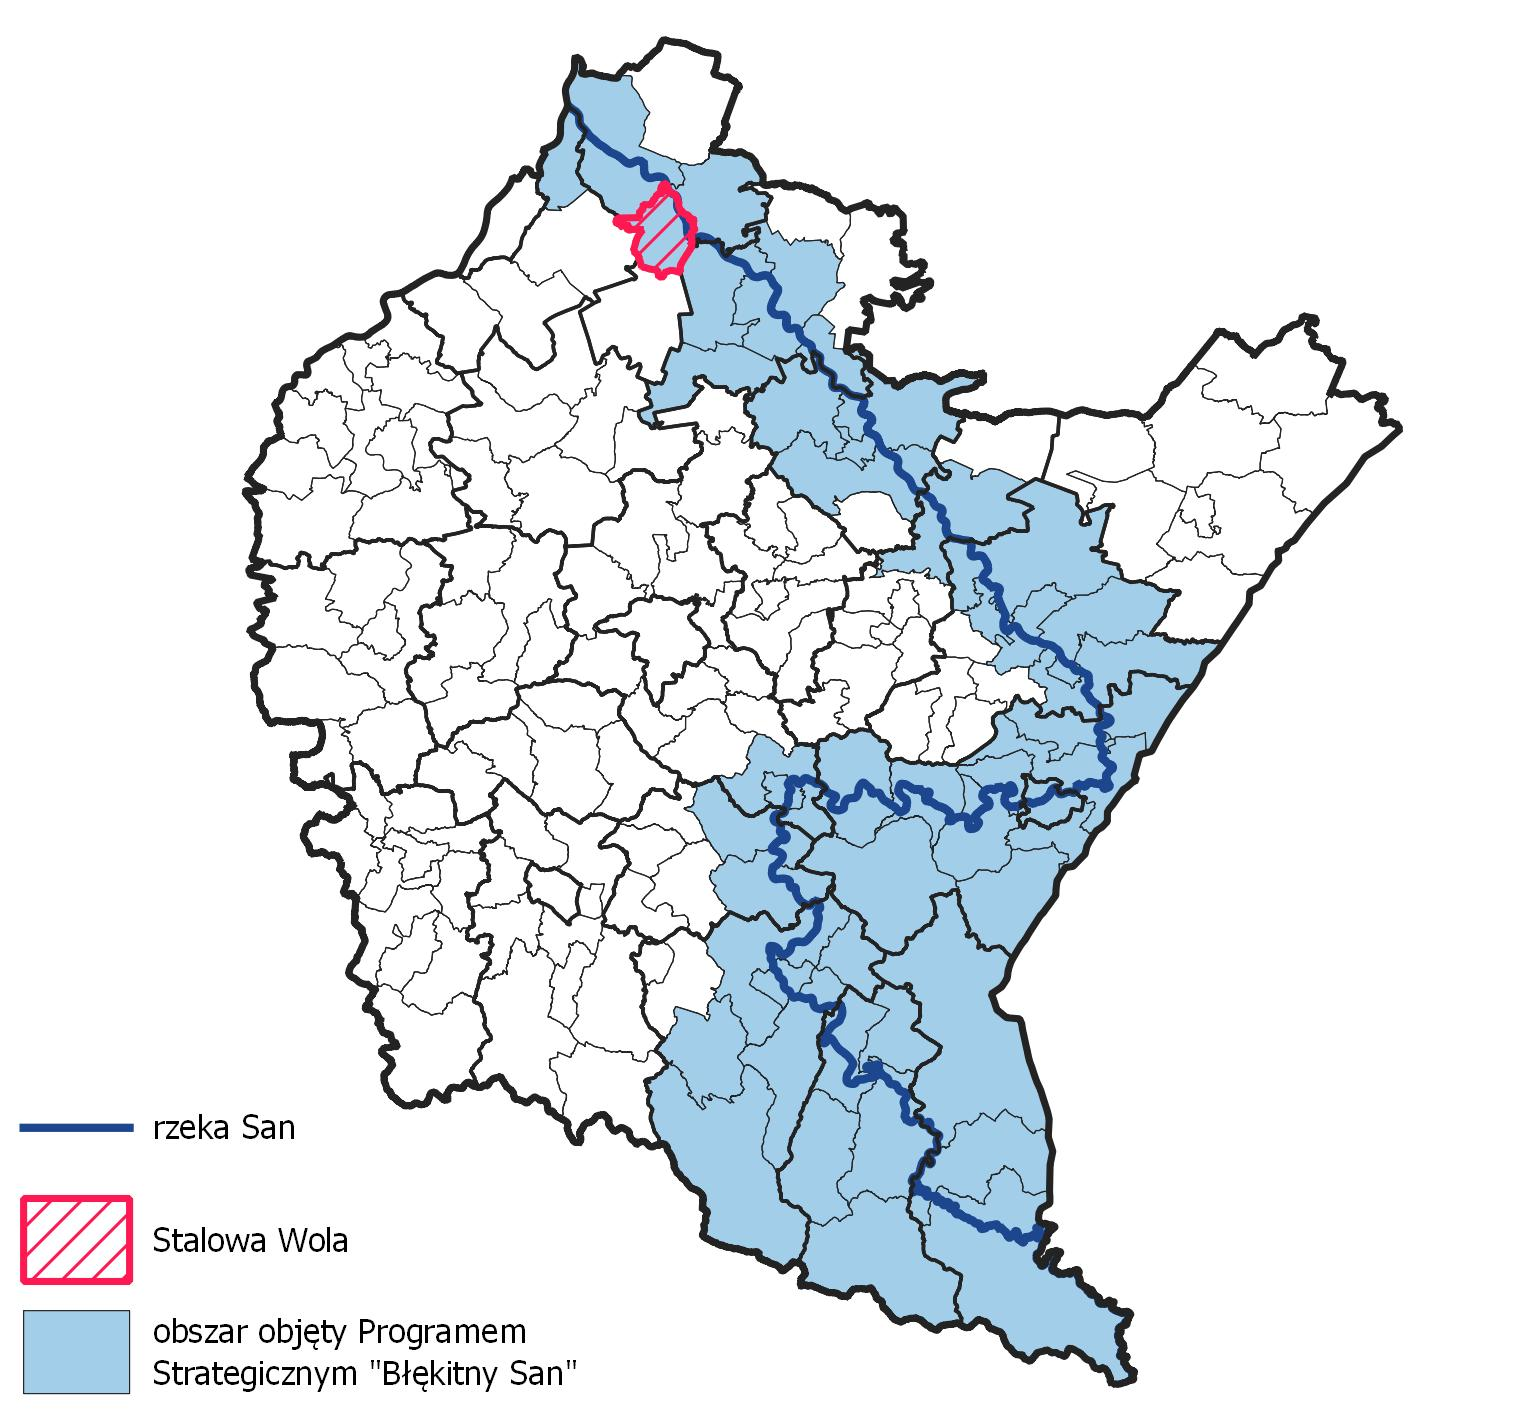 rzeka San
Stalowa Wola
obszar objęty Programem
Strategicznym "Błękitny San"